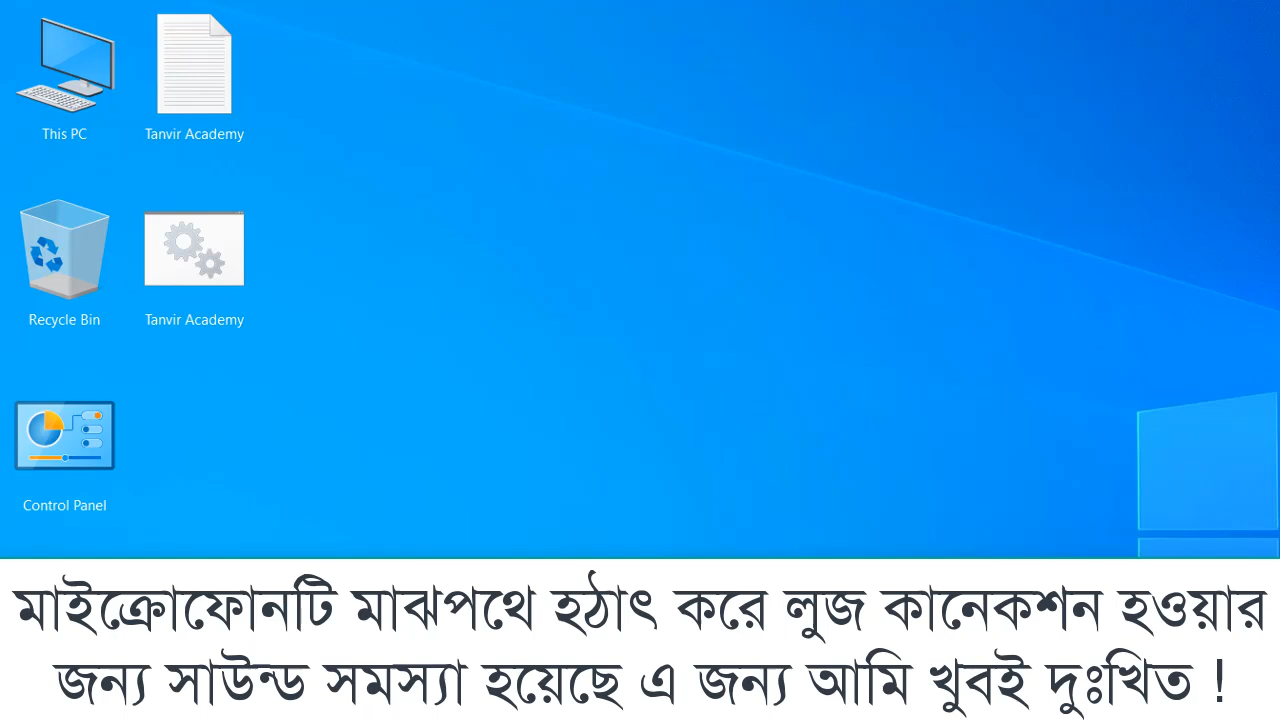 This PC
Tanvir Academy
Recycle Bin
Tanvir Academy
Control Panel
মাইক্রোফোনটি মাঝপথে হঠাৎ করে লুজ কানেকশন হওয়ার
জন্য সাউন্ড সমস্যা হয়েছে এ জন্য আমি খুবই দুঃখিত !